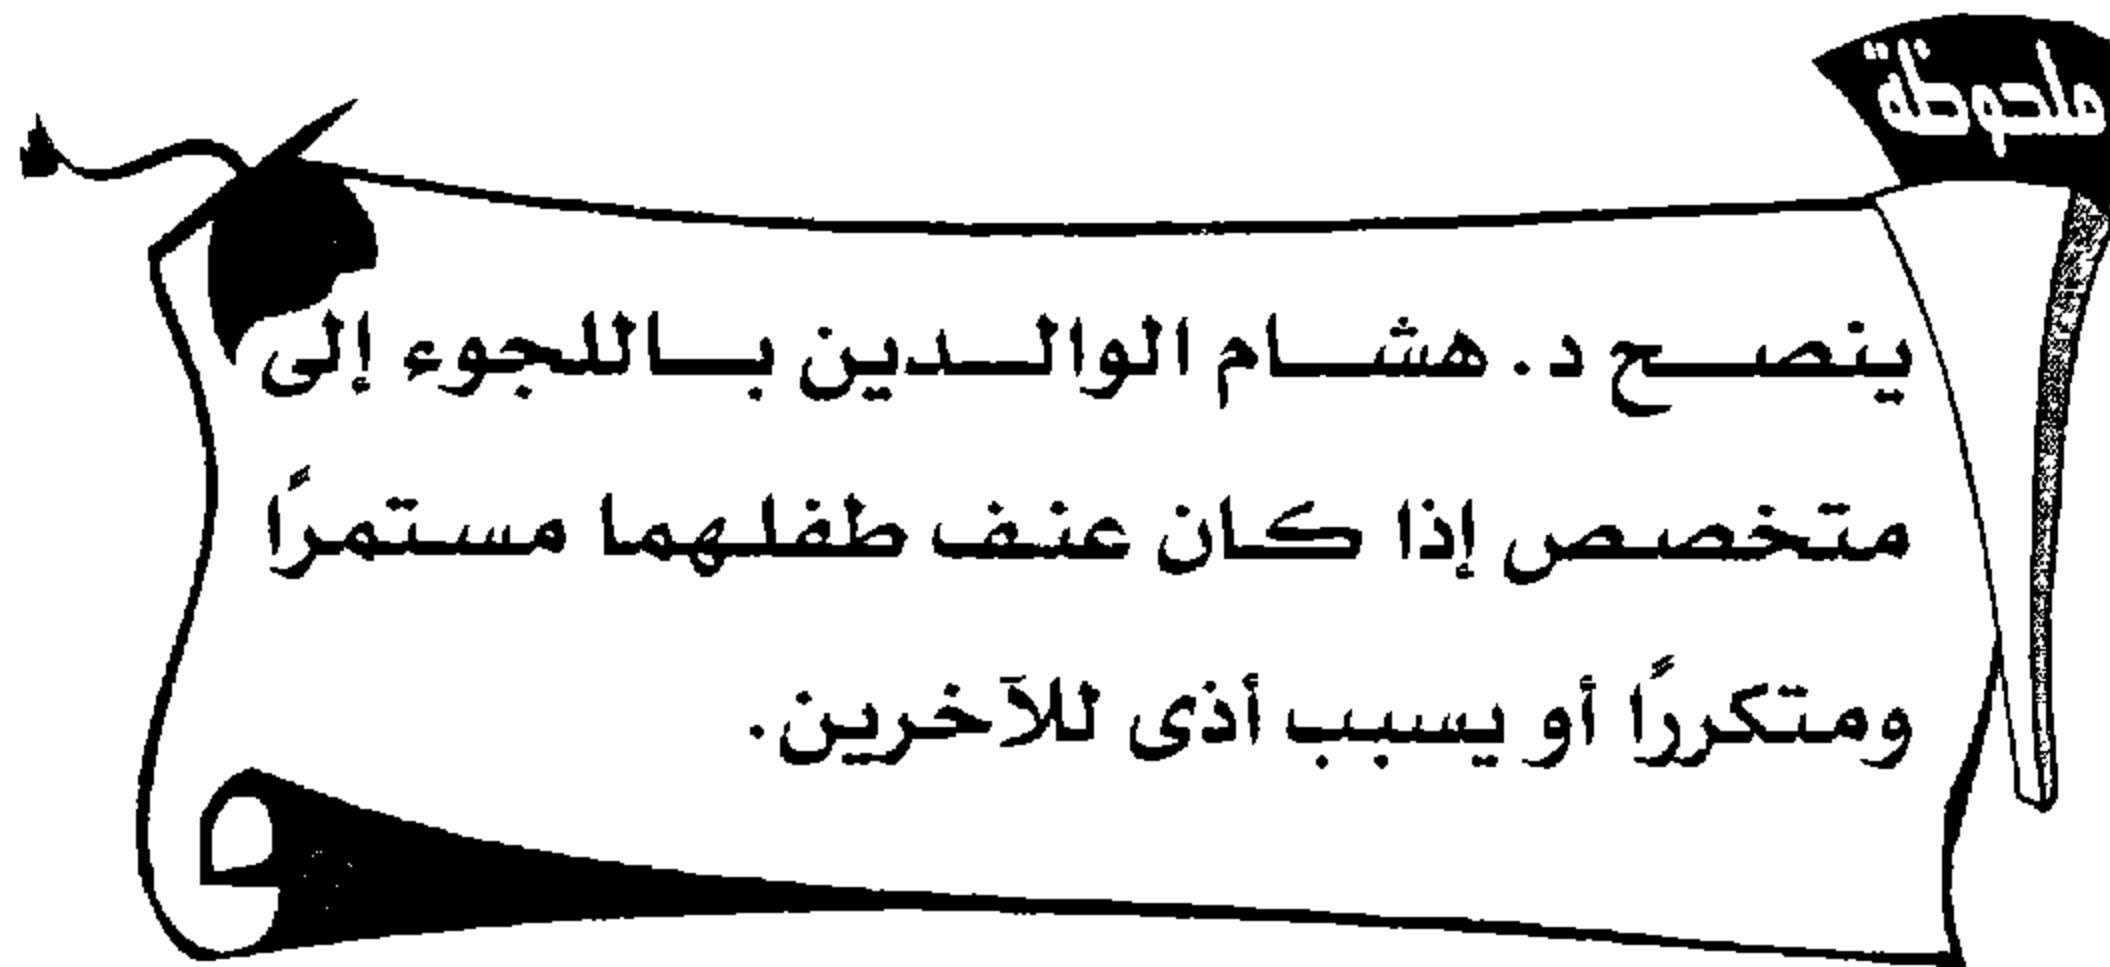 ملحوظة
ينصح د. هشام الوالدين باللجوء إلى
متخصص إذا كان عنف طفلهما مستمرًا
ومتكررًا أو يسبب أذى للآخرين.